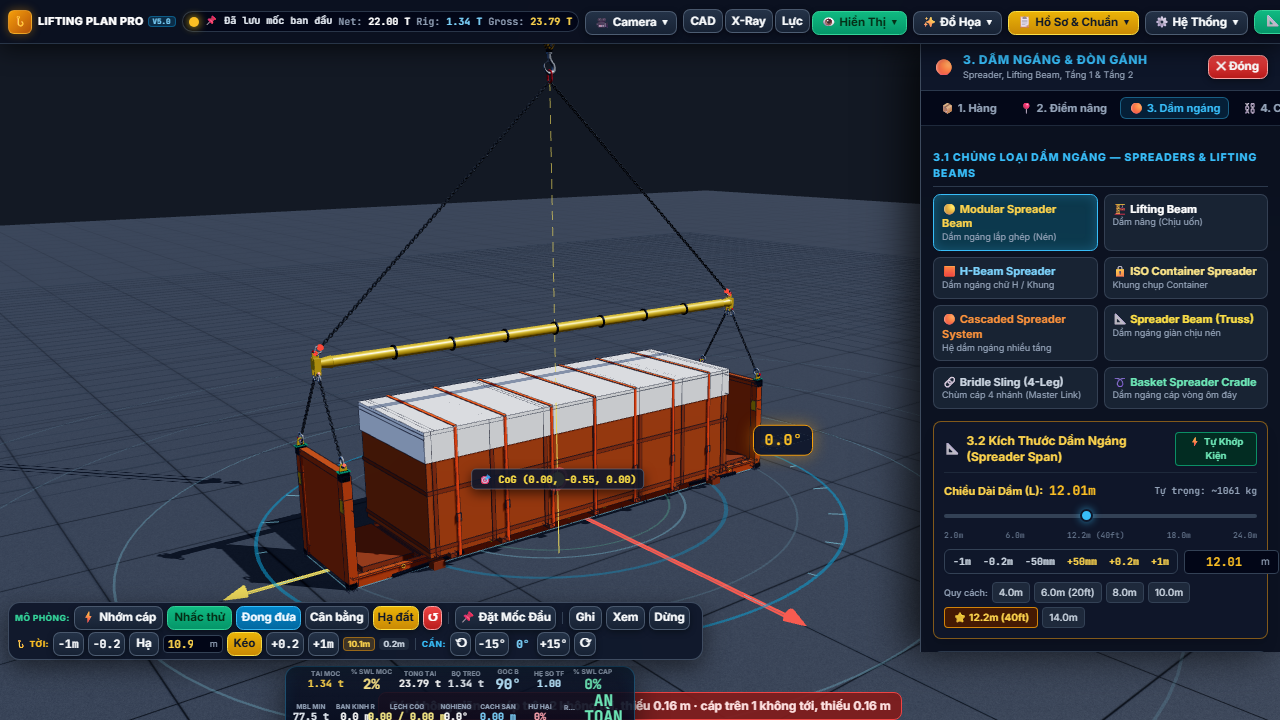 LIFTING PLAN PRO V5.0
Đã lưu mốc ban đầu Net: 22.00 T Rig: 1.34 T Gross: 23.79 T
Camera ▾
CAD
X-Ray
Lực
Hiển Thị ▾
Đồ Họa ▾
Hồ Sơ & Chuẩn ▾
Hệ Thống ▾
3. DẦM NGÁNG & ĐÒN GÁNH
Spreader, Lifting Beam, Tầng 1 & Tầng 2
Đóng
1. Hàng
2. Điểm nâng
3. Dầm ngáng
3.1 CHỦNG LOẠI DẦM NGÁNG — SPREADERS & LIFTING
BEAMS
Modular Spreader
Beam
Dầm ngáng lắp ghép (Nén)
Lifting Beam
Dầm nâng (Chịu uốn)
H-Beam Spreader
Dầm ngáng chữ H / Khung
ISO Container Spreader
Khung chụp Container
Cascaded Spreader
System
Hệ dầm ngáng nhiều tầng
Spreader Beam (Truss)
Dầm ngáng giàn chịu nén
Bridle Sling (4-Leg)
Chùm cáp 4 nhánh (Master Link)
Basket Spreader Cradle
Dầm ngáng cáp vòng ôm đáy
3.2 Kích Thước Dầm Ngáng
(Spreader Span)
Tự Khớp
Kiện
Chiều Dài Dầm (L): 12.01m
Tự trọng: ~1061 kg
2.0m 6.0m 12.2m (40ft) 18.0m 24.0m
-1m -0.2m -50mm +50mm +0.2m +1m
12.01 m
Quy cách: 4.0m 6.0m (20ft) 8.0m 10.0m
12.2m (40ft) 14.0m
0.0°
CoG (0.00, -0.55, 0.00)
MÔ PHỎNG: Nhóm cáp Nhấc thử Đong đưa Cân bằng Hạ đất Đặt Mốc Đầu Ghi Xem Dừng
TỜI: -1m -0.2 Hạ 10.9 m Kéo +0.2 +1m 10.1m 0.2m CẦN: -15° 0° +15°
TẢI MÓC % SWL MÓC TỔNG TẢI BỘ TREO GÓC B HỆ SỐ TF % SWL CÁP
1.34 t 2% 23.79 t 1.34 t 90° 1.00 0%
thiếu 0.16 m · cáp trên 1 không tới, thiếu 0.16 m
AN
TOÀN
77.5 t 0.0 m 0.00 / 0.00 m 0.0° 0.00 m 0%